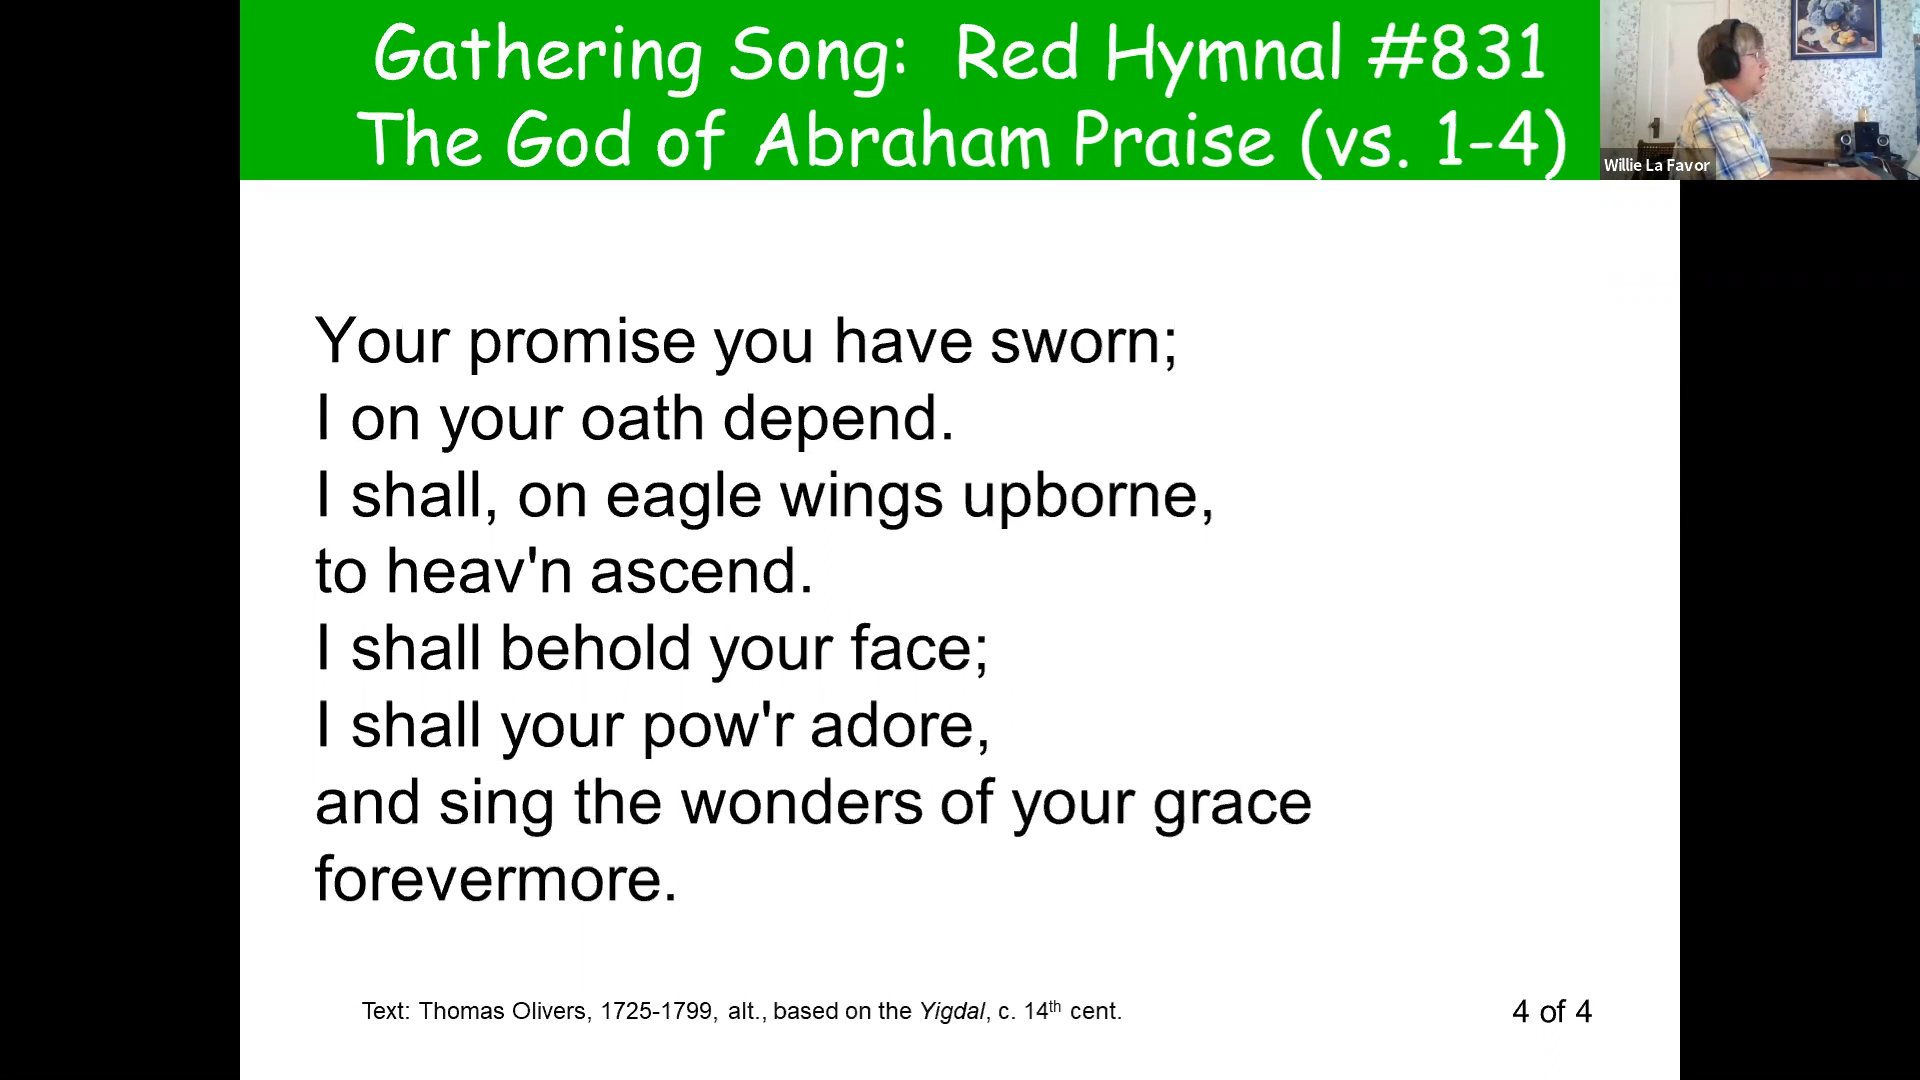 Gathering Song: Red Hymnal #831
The God of Abraham Praise (vs. 1-4)
Willie La Favor
Your promise you have sworn;
I on your oath depend.
I shall, on eagle wings upborne,
to heav'n ascend.
I shall behold your face;
I shall your pow'r adore,
and sing the wonders of your grace
forevermore.
Text: Thomas Olivers, 1725-1799, alt., based on the Yigdal, c. 14th cent.
4 of 4